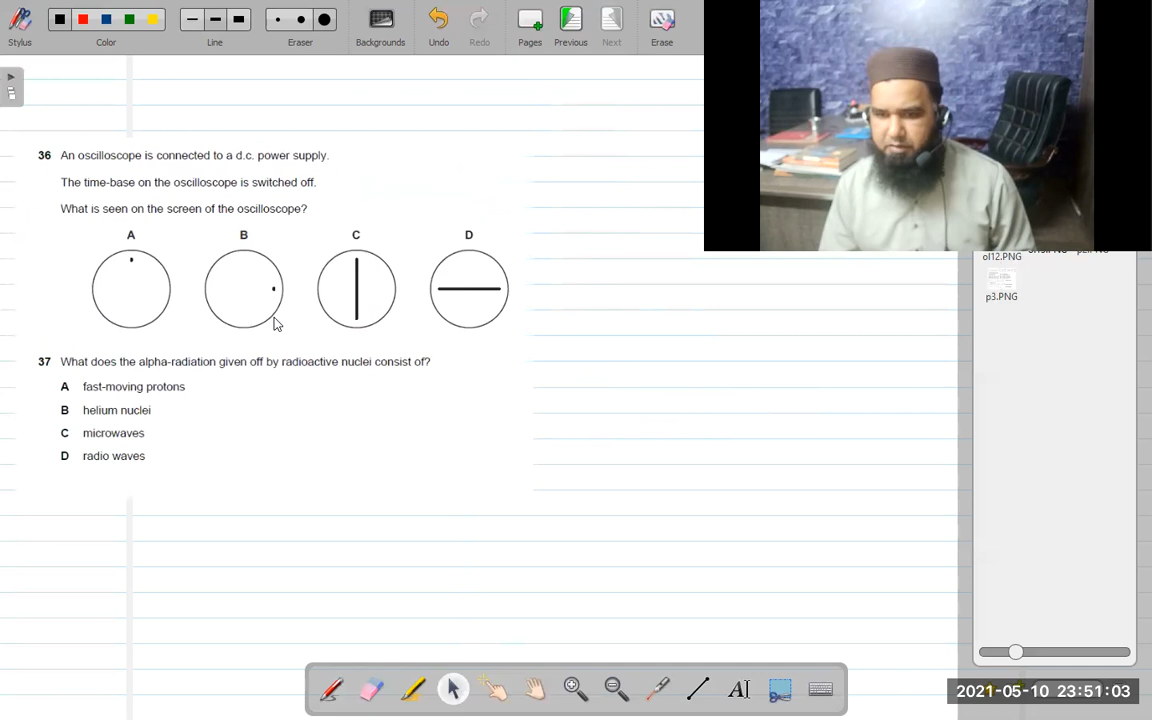 Stylus
Color
Line
Eraser
Backgrounds
Undo
Redo
Pages
Previous
Next
Erase
36 An oscilloscope is connected to a d.c. power supply.
The time-base on the oscilloscope is switched off.
What is seen on the screen of the oscilloscope?
A B C D
37 What does the alpha-radiation given off by radioactive nuclei consist of?
A fast-moving protons
B helium nuclei
C microwaves
D radio waves
ol12.PNG
p3.PNG
2021-05-10 23:51:03